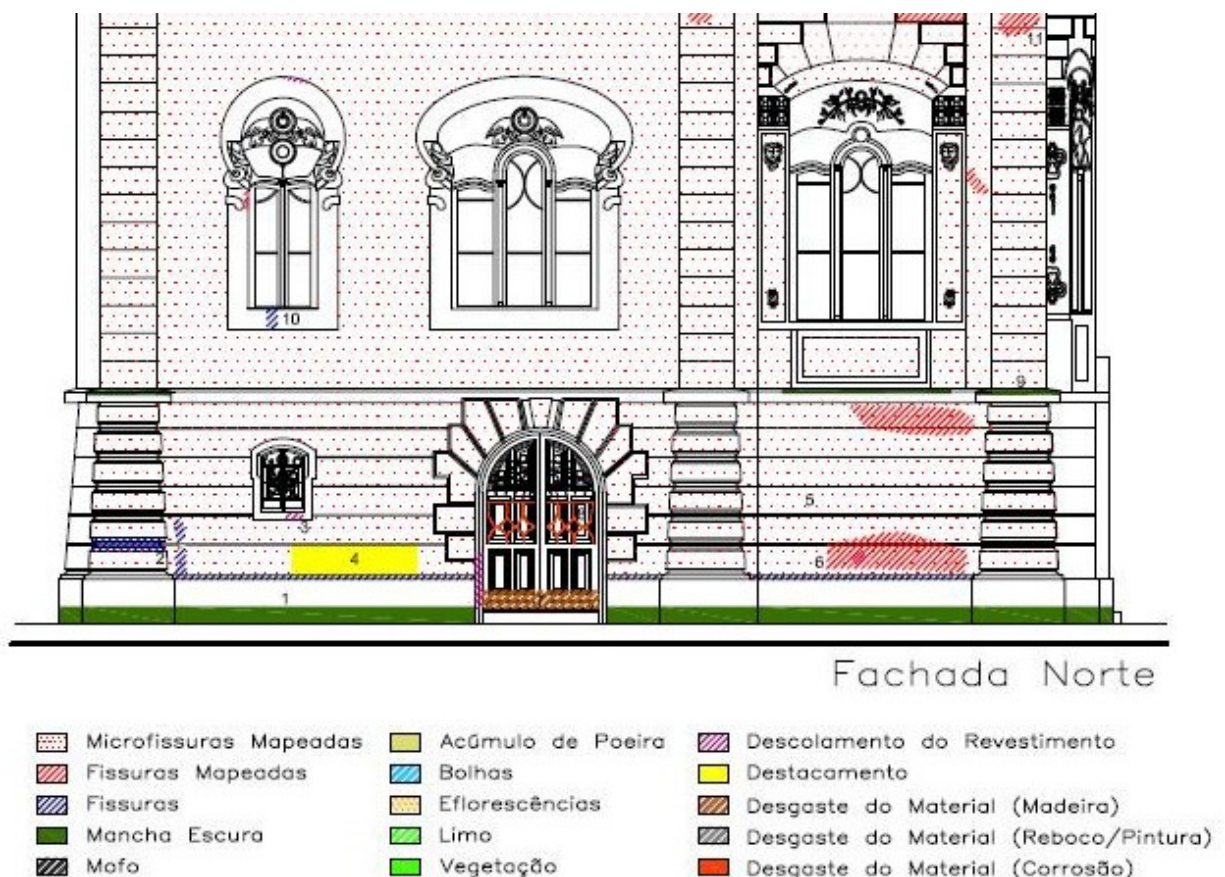 11
10
9
5
3
2
4
6
1
Fachada Norte
Microfissuras Mapeadas
Fissuras Mapeadas
Fissuras
Mancha Escura
Mofo
Acúmulo de Poeira
Bolhas
Eflorescências
Limo
Vegetação
Descolamento do Revestimento
Destacamento
Desgaste do Material (Madeira)
Desgaste do Material (Reboco/Pintura)
Desgaste do Material (Corrosão)